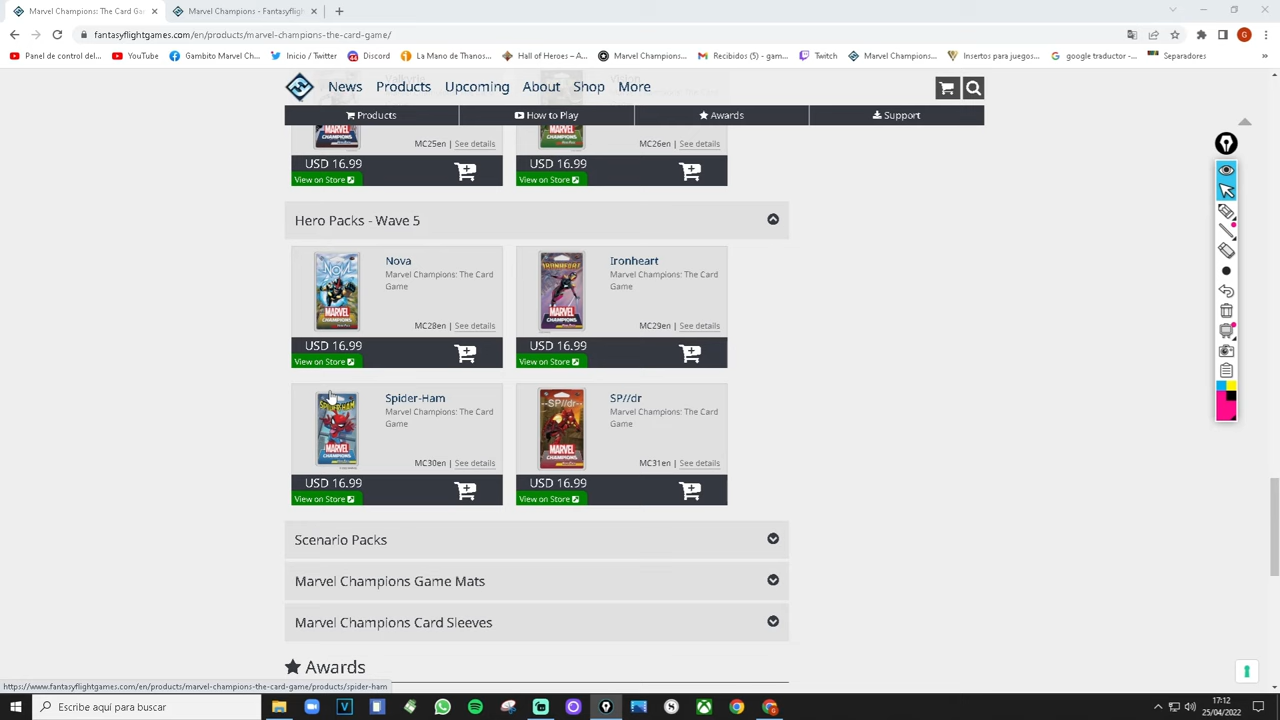 Marvel Champions: The Card Ga
Marvel Champions - Fantasyfligh
fantasyflightgames.com/en/products/marvel-champions-the-card-game/
G
Panel de control del...
YouTube
Gambito Marvel Ch...
Inicio / Twitter
Discord
La Mano de Thanos...
Hall of Heroes – A...
Marvel Champions...
Recibidos (5) - gam...
Twitch
Marvel Champions...
Insertos para juegos...
google traductor -...
Separadores
News
Products
Upcoming
About
Shop
More
Products
How to Play
Awards
Support
Valkyrie
Vision
MC25en | See details
MC26en | See details
USD 16.99
USD 16.99
View on Store
View on Store
Hero Packs - Wave 5
Nova
Ironheart
Marvel Champions: The Card
Game
Marvel Champions: The Card
Game
MC28en | See details
MC29en | See details
USD 16.99
USD 16.99
View on Store
View on Store
Spider-Ham
SP//dr
Marvel Champions: The Card
Game
Marvel Champions: The Card
Game
MC30en | See details
MC31en | See details
USD 16.99
USD 16.99
View on Store
View on Store
Scenario Packs
Marvel Champions Game Mats
Marvel Champions Card Sleeves
Awards
https://www.fantasyflightgames.com/en/products/marvel-champions-the-card-game/products/spider-ham
Escribe aquí para buscar
17:12
25/04/2022